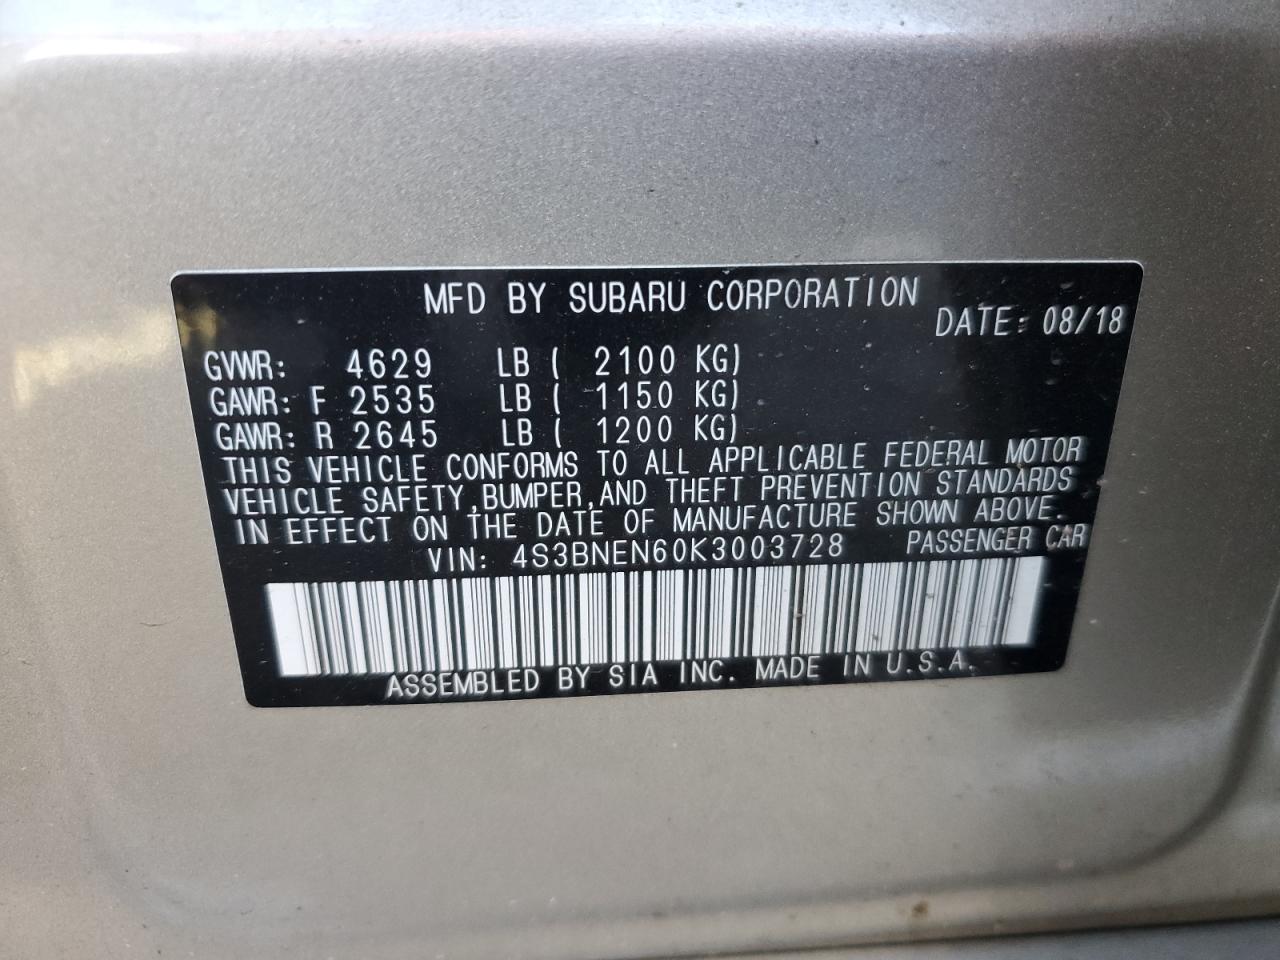 MFD BY SUBARU CORPORATION
DATE: 08/18
GVWR: 4629 LB ( 2100 KG)
GAWR: F 2535 LB ( 1150 KG)
GAWR: R 2645 LB ( 1200 KG)
THIS VEHICLE CONFORMS TO ALL APPLICABLE FEDERAL MOTOR
VEHICLE SAFETY,BUMPER,AND THEFT PREVENTION STANDARDS
IN EFFECT ON THE DATE OF MANUFACTURE SHOWN ABOVE.
VIN: 4S3BNEN60K3003728 PASSENGER CAR
ASSEMBLED BY SIA INC. MADE IN U.S.A.